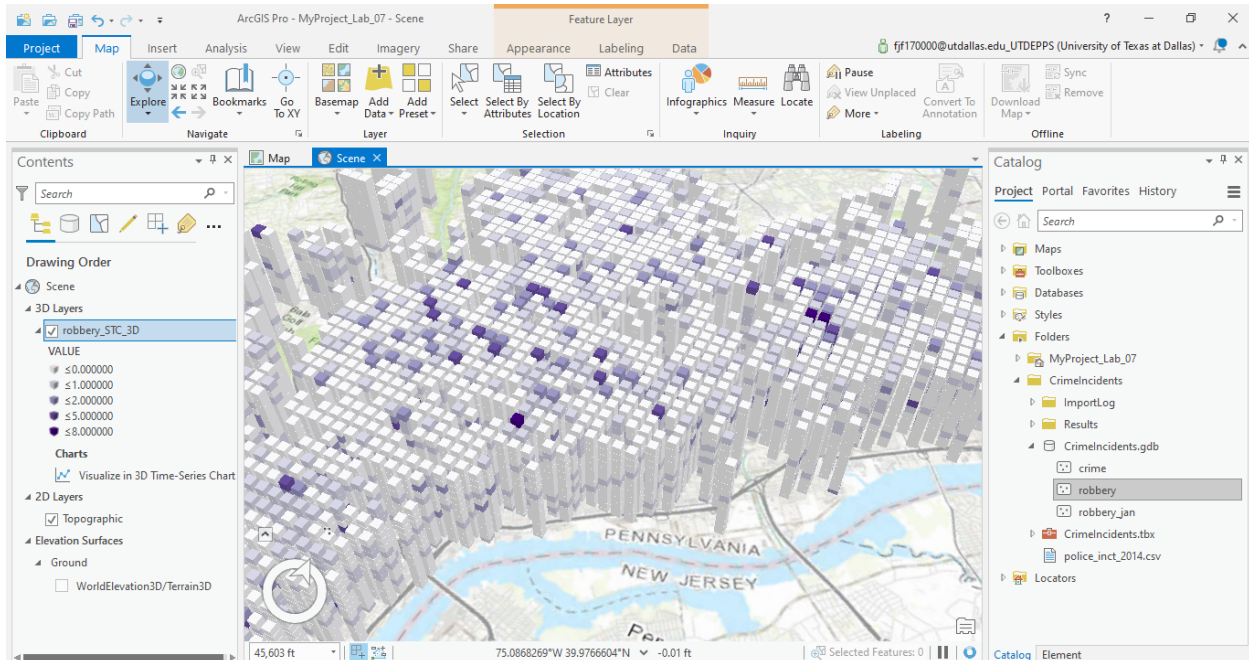 ArcGIS Pro - MyProject_Lab_07 - Scene
Feature Layer
?
Project Map Insert Analysis View Edit Imagery Share Appearance Labeling Data
fjf170000@utdallas.edu_UTDEPPS (University of Texas at Dallas)
Paste
Cut
Copy
Copy Path
Clipboard
Explore
Bookmarks
Go To XY
Navigate
Basemap
Add Data
Add Preset
Layer
Select
Select By Attributes
Select By Location
Attributes
Clear
Selection
Infographics
Measure
Locate
Inquiry
Pause
View Unplaced
More
Convert To Annotation
Labeling
Download Map
Sync
Remove
Offline
Contents
Search
Drawing Order
Scene
3D Layers
robbery_STC_3D
VALUE
≤0.000000
≤1.000000
≤2.000000
≤5.000000
≤8.000000
Charts
Visualize in 3D Time-Series Chart
2D Layers
Topographic
Elevation Surfaces
Ground
WorldElevation3D/Terrain3D
Map
Scene
PENNSYLVANIA
NEW JERSEY
45,603 ft
75.0868269°W 39.9766604°N
-0.01 ft
Selected Features: 0
Catalog
Project Portal Favorites History
Search
Maps
Toolboxes
Databases
Styles
Folders
MyProject_Lab_07
CrimeIncidents
ImportLog
Results
CrimeIncidents.gdb
crime
robbery
robbery_jan
CrimeIncidents.tbx
police_inct_2014.csv
Locators
Catalog Element